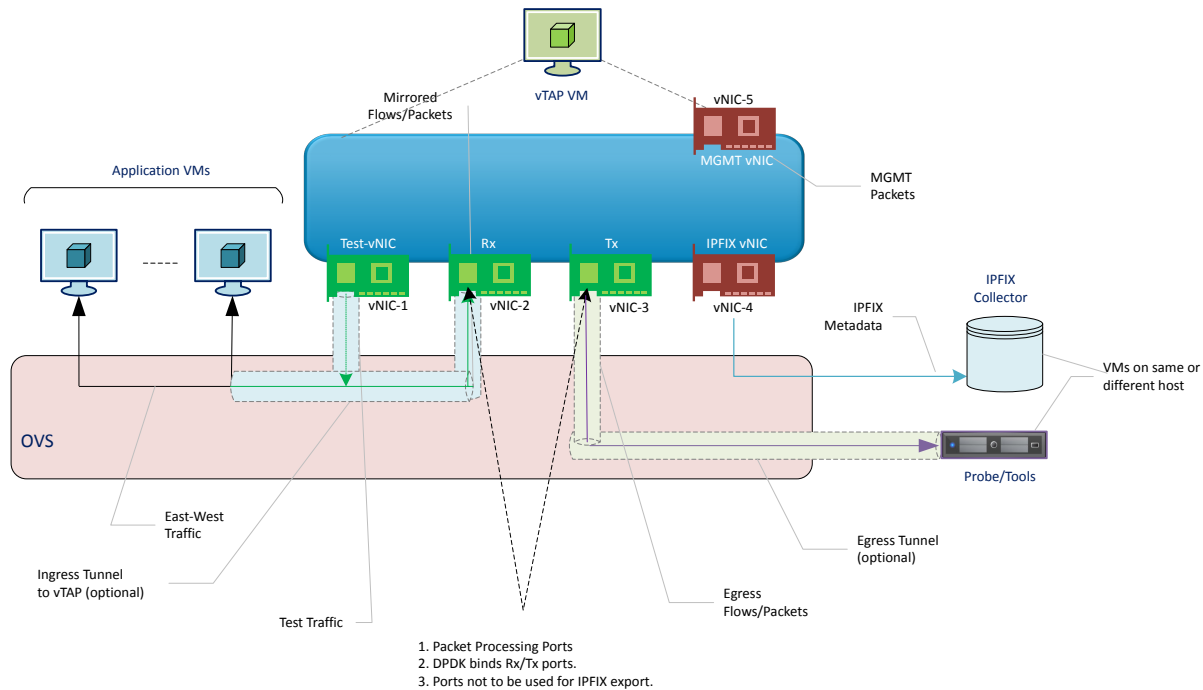 vTAP VM
Mirrored
Flows/Packets
vNIC-5
MGMT vNIC
Application VMs
MGMT
Packets
Test-vNIC
Rx
Tx
IPFIX vNIC
vNIC-1
vNIC-2
vNIC-3
vNIC-4
IPFIX
Collector
IPFIX
Metadata
VMs on same or
different host
OVS
Probe/Tools
East-West
Traffic
Egress Tunnel
(optional)
Ingress Tunnel
to vTAP (optional)
Egress
Flows/Packets
Test Traffic
1. Packet Processing Ports
2. DPDK binds Rx/Tx ports.
3. Ports not to be used for IPFIX export.